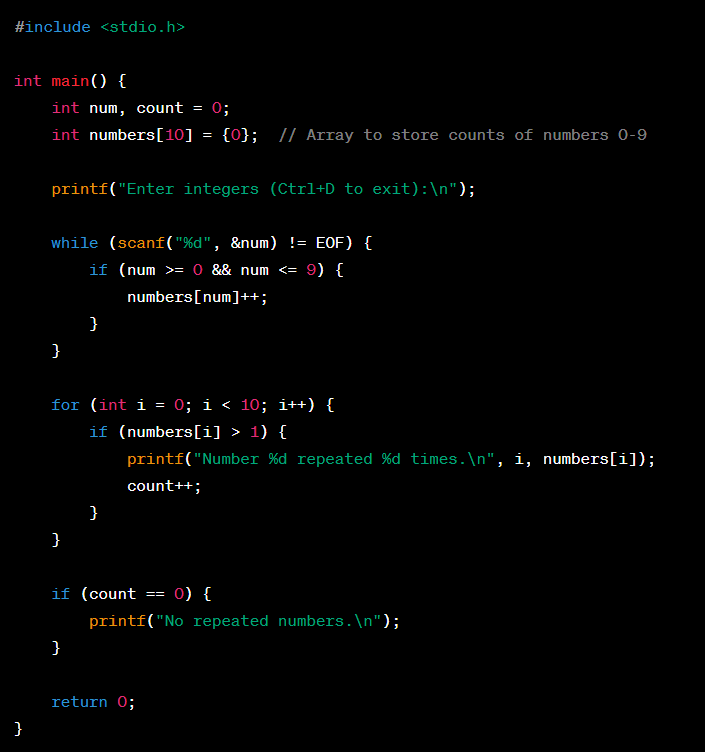 #include <stdio.h>
int main() {
    int num, count = 0;
    int numbers[10] = {0};  // Array to store counts of numbers 0-9
    printf("Enter integers (Ctrl+D to exit):\n");
    while (scanf("%d", &num) != EOF) {
        if (num >= 0 && num <= 9) {
            numbers[num]++;
        }
    }
    for (int i = 0; i < 10; i++) {
        if (numbers[i] > 1) {
            printf("Number %d repeated %d times.\n", i, numbers[i]);
            count++;
        }
    }
    if (count == 0) {
        printf("No repeated numbers.\n");
    }
    return 0;
}